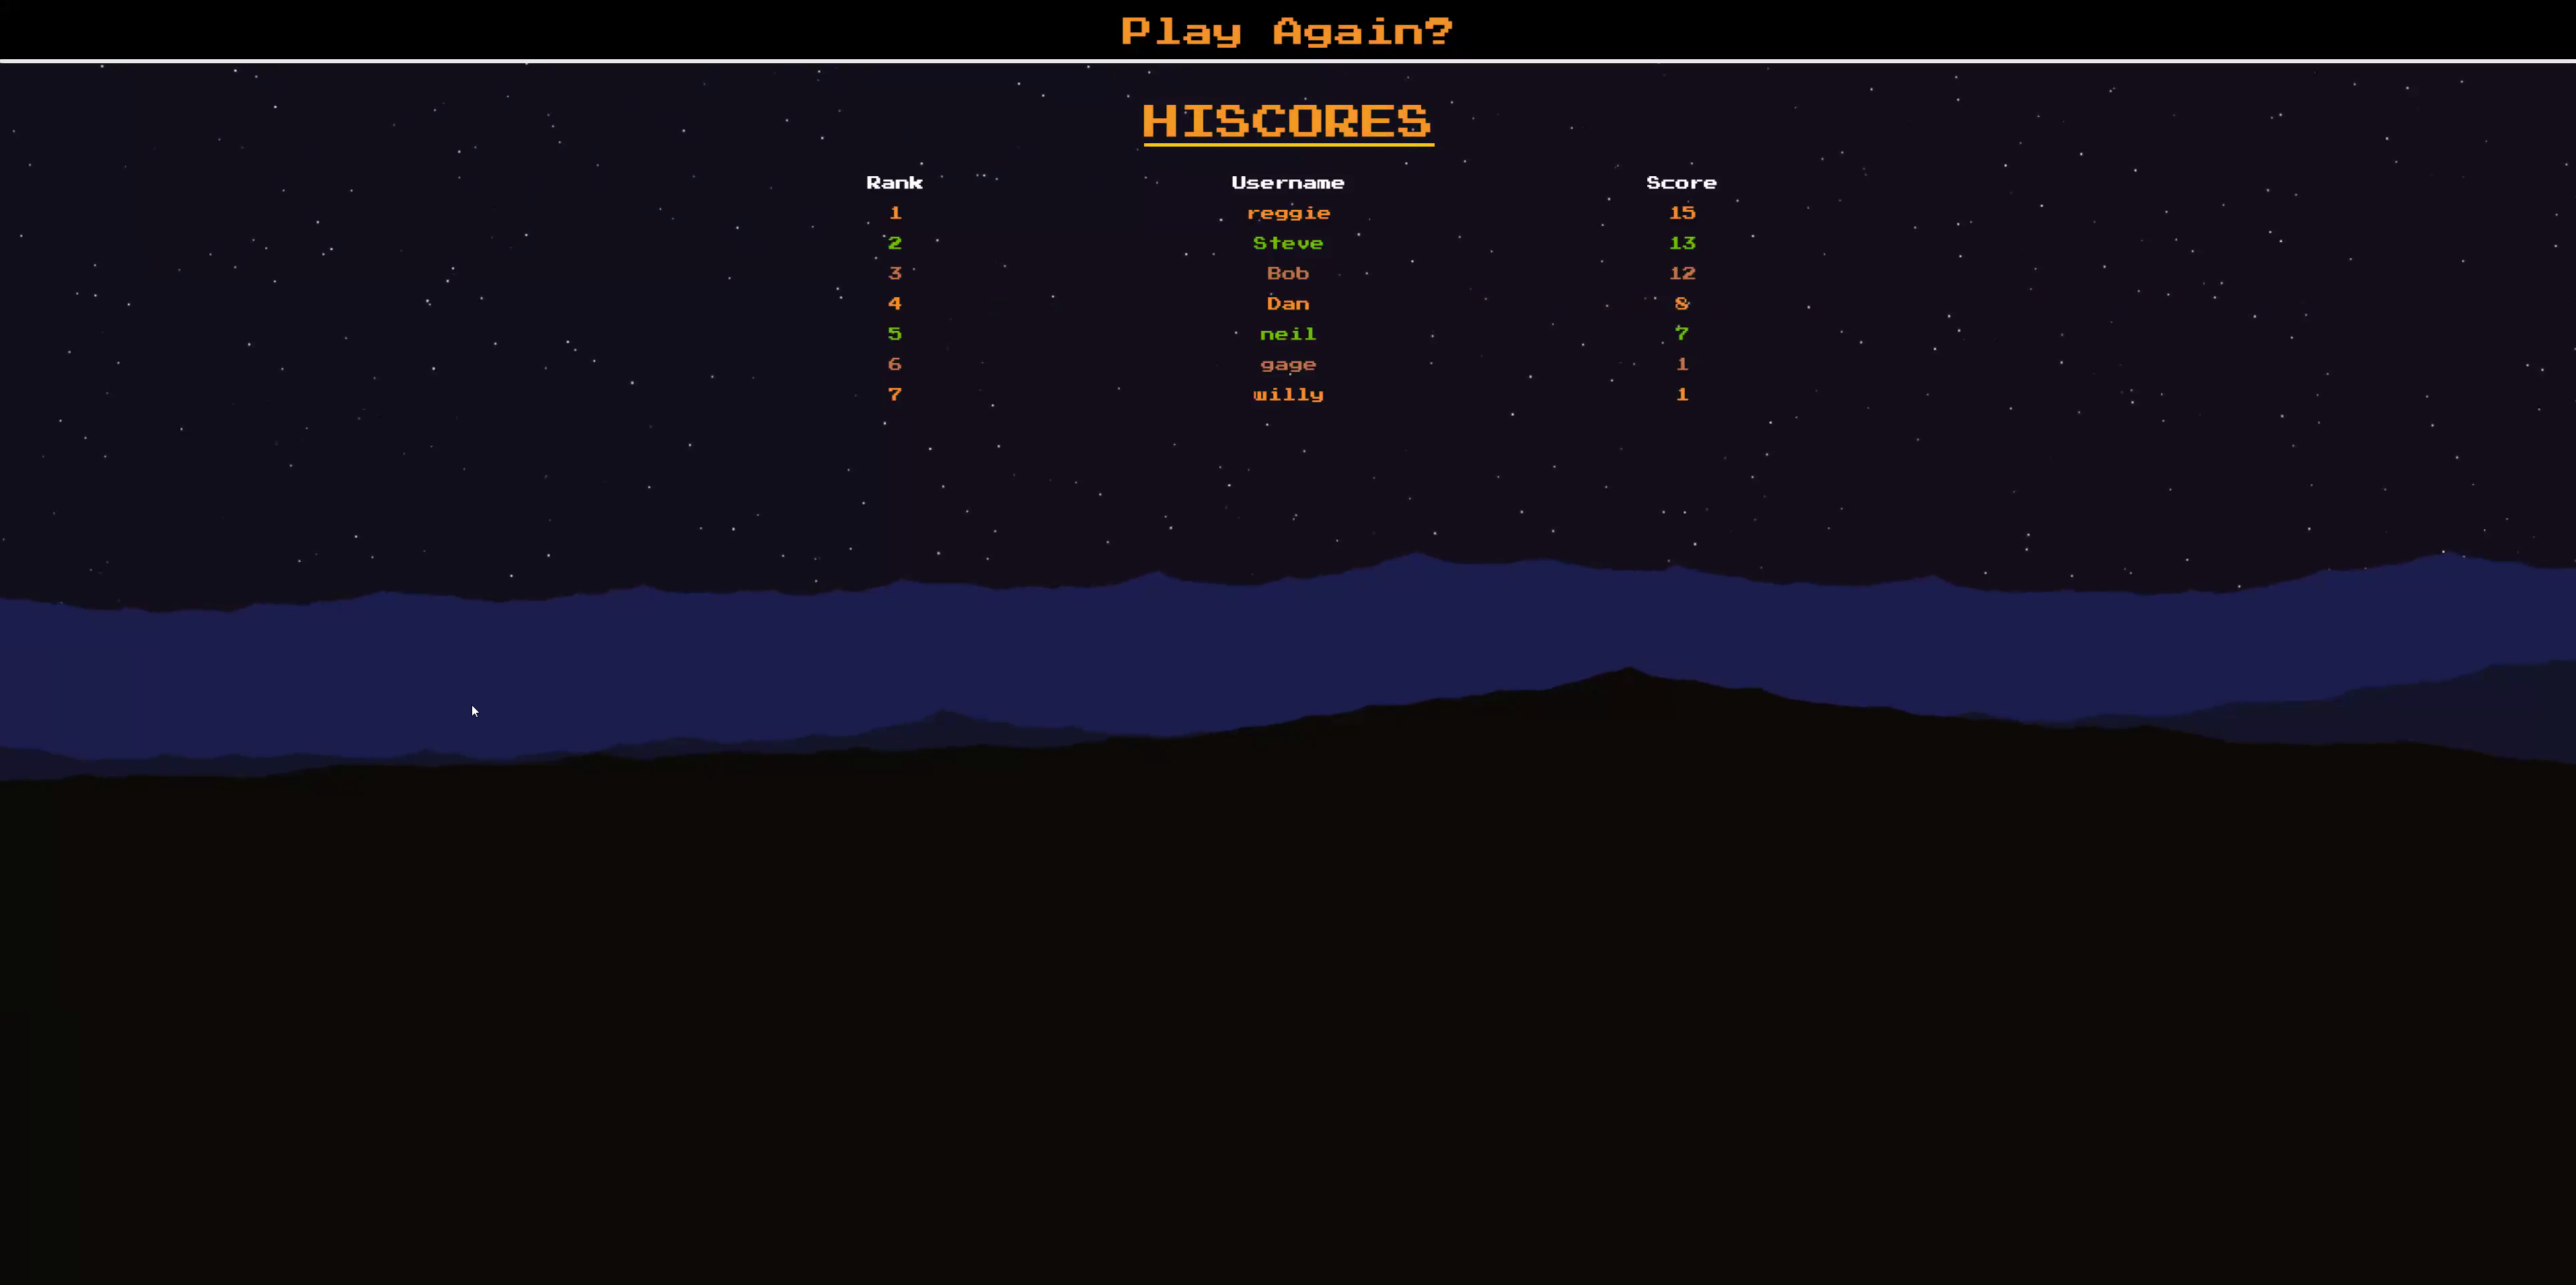 Play Again?
HISCORES
Rank Username Score
1 reggie 15
2 Steve 13
3 Bob 12
4 Dan 8
5 neil 7
6 gage 1
7 willy 1